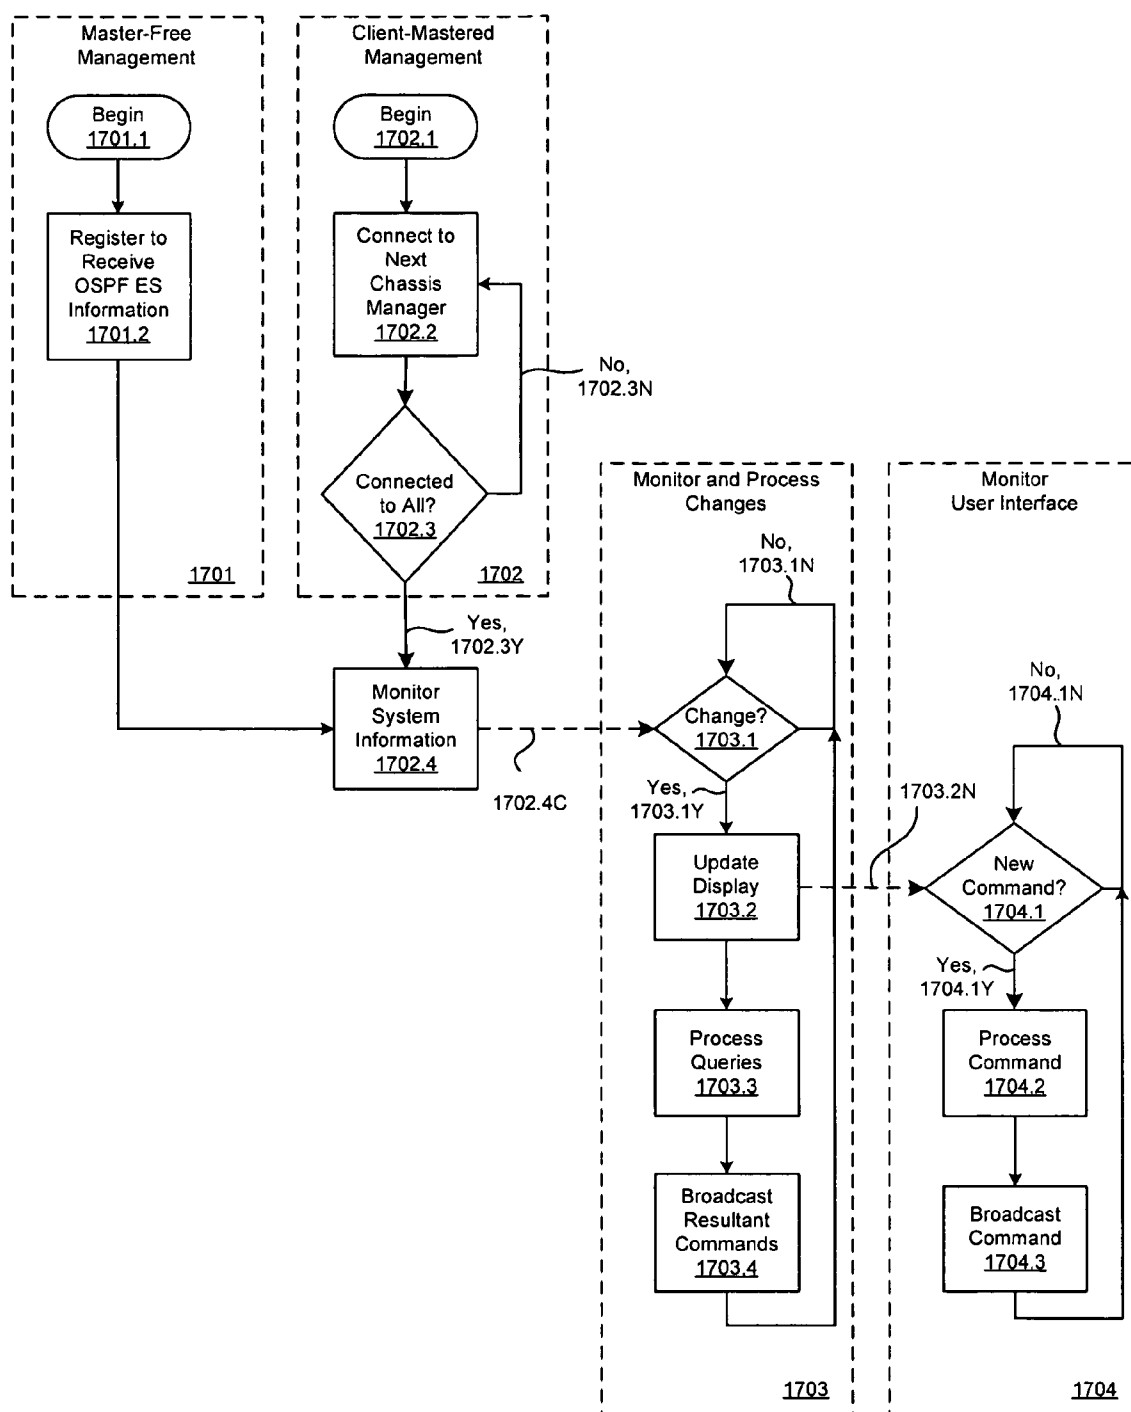 Master-Free
Management
Begin
1701.1
Register to
Receive
OSPF ES
Information
1701.2
1701
Client-Mastered
Management
Begin
1702.1
Connect to
Next
Chassis
Manager
1702.2
No,
1702.3N
Connected
to All?
1702.3
1702
Yes,
1702.3Y
Monitor
System
Information
1702.4
1702.4C
Monitor and Process
Changes
No,
1703.1N
Change?
1703.1
Yes,
1703.1Y
Update
Display
1703.2
1703.2N
Process
Queries
1703.3
Broadcast
Resultant
Commands
1703.4
1703
Monitor
User Interface
No,
1704.1N
New
Command?
1704.1
Yes,
1704.1Y
Process
Command
1704.2
Broadcast
Command
1704.3
1704